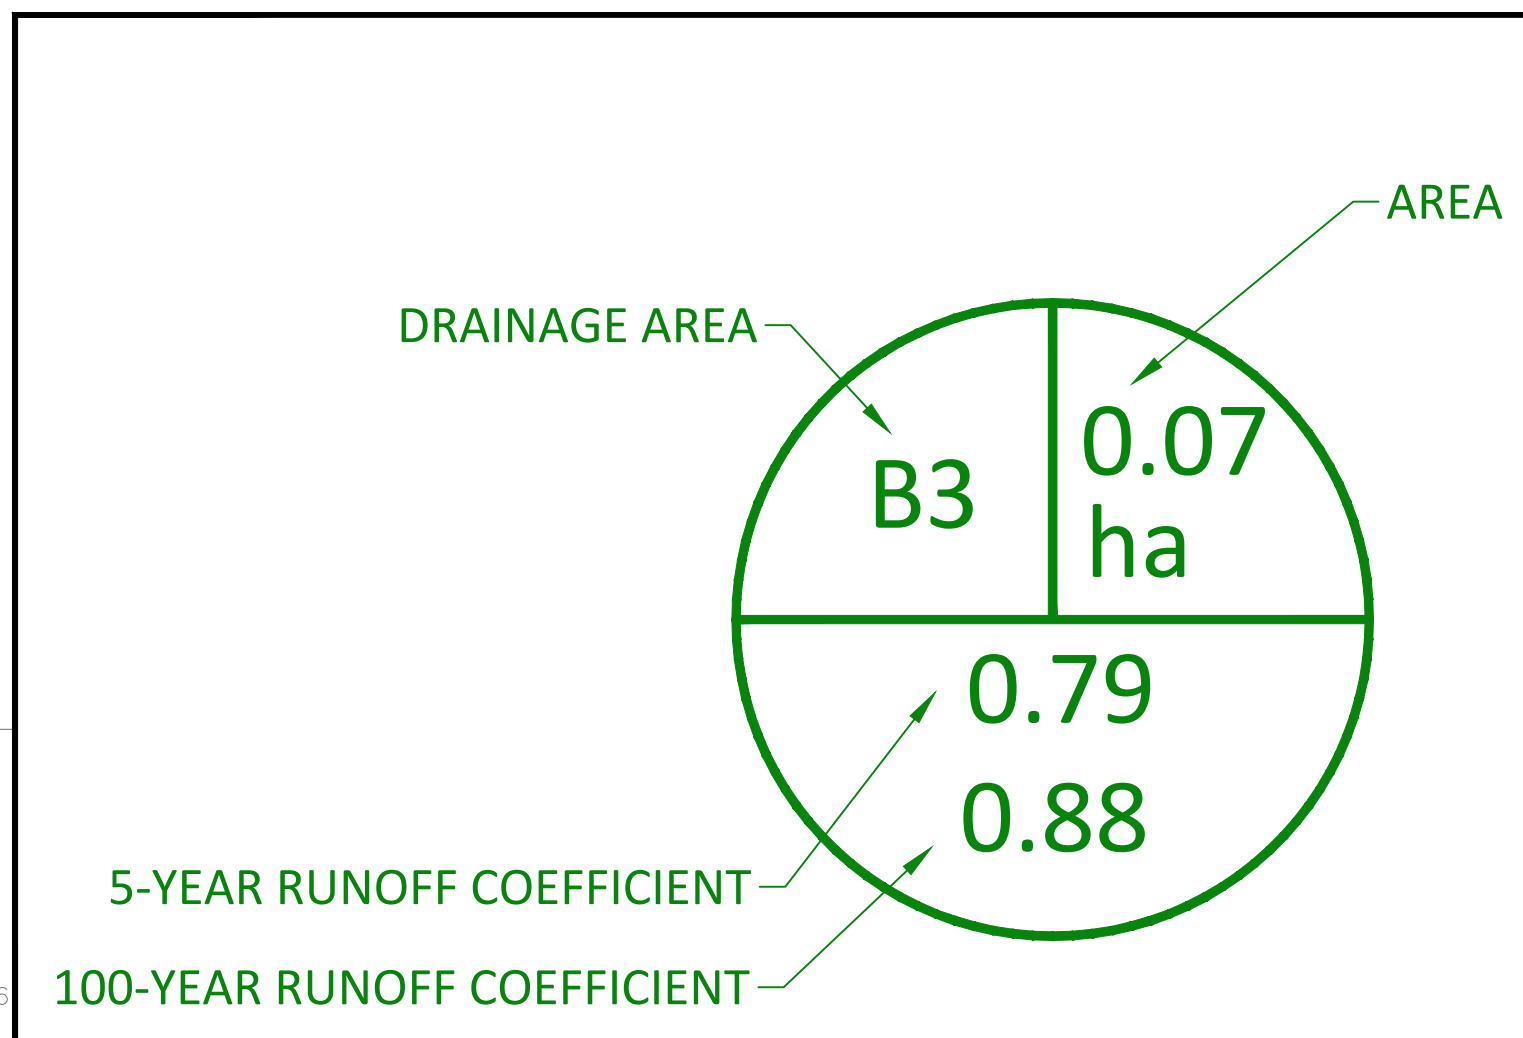 AREA
DRAINAGE AREA
B3
0.07
ha
0.79
0.88
5-YEAR RUNOFF COEFFICIENT
100-YEAR RUNOFF COEFFICIENT